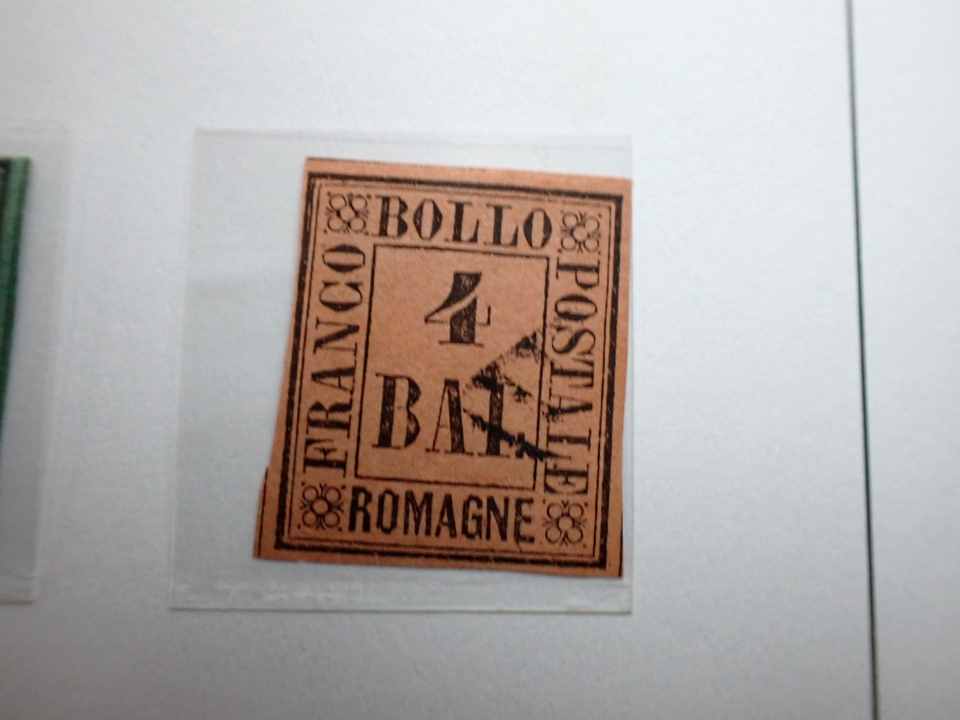 BOLLO
FRANCO
POSTALE
4
BAI
ROMAGNE